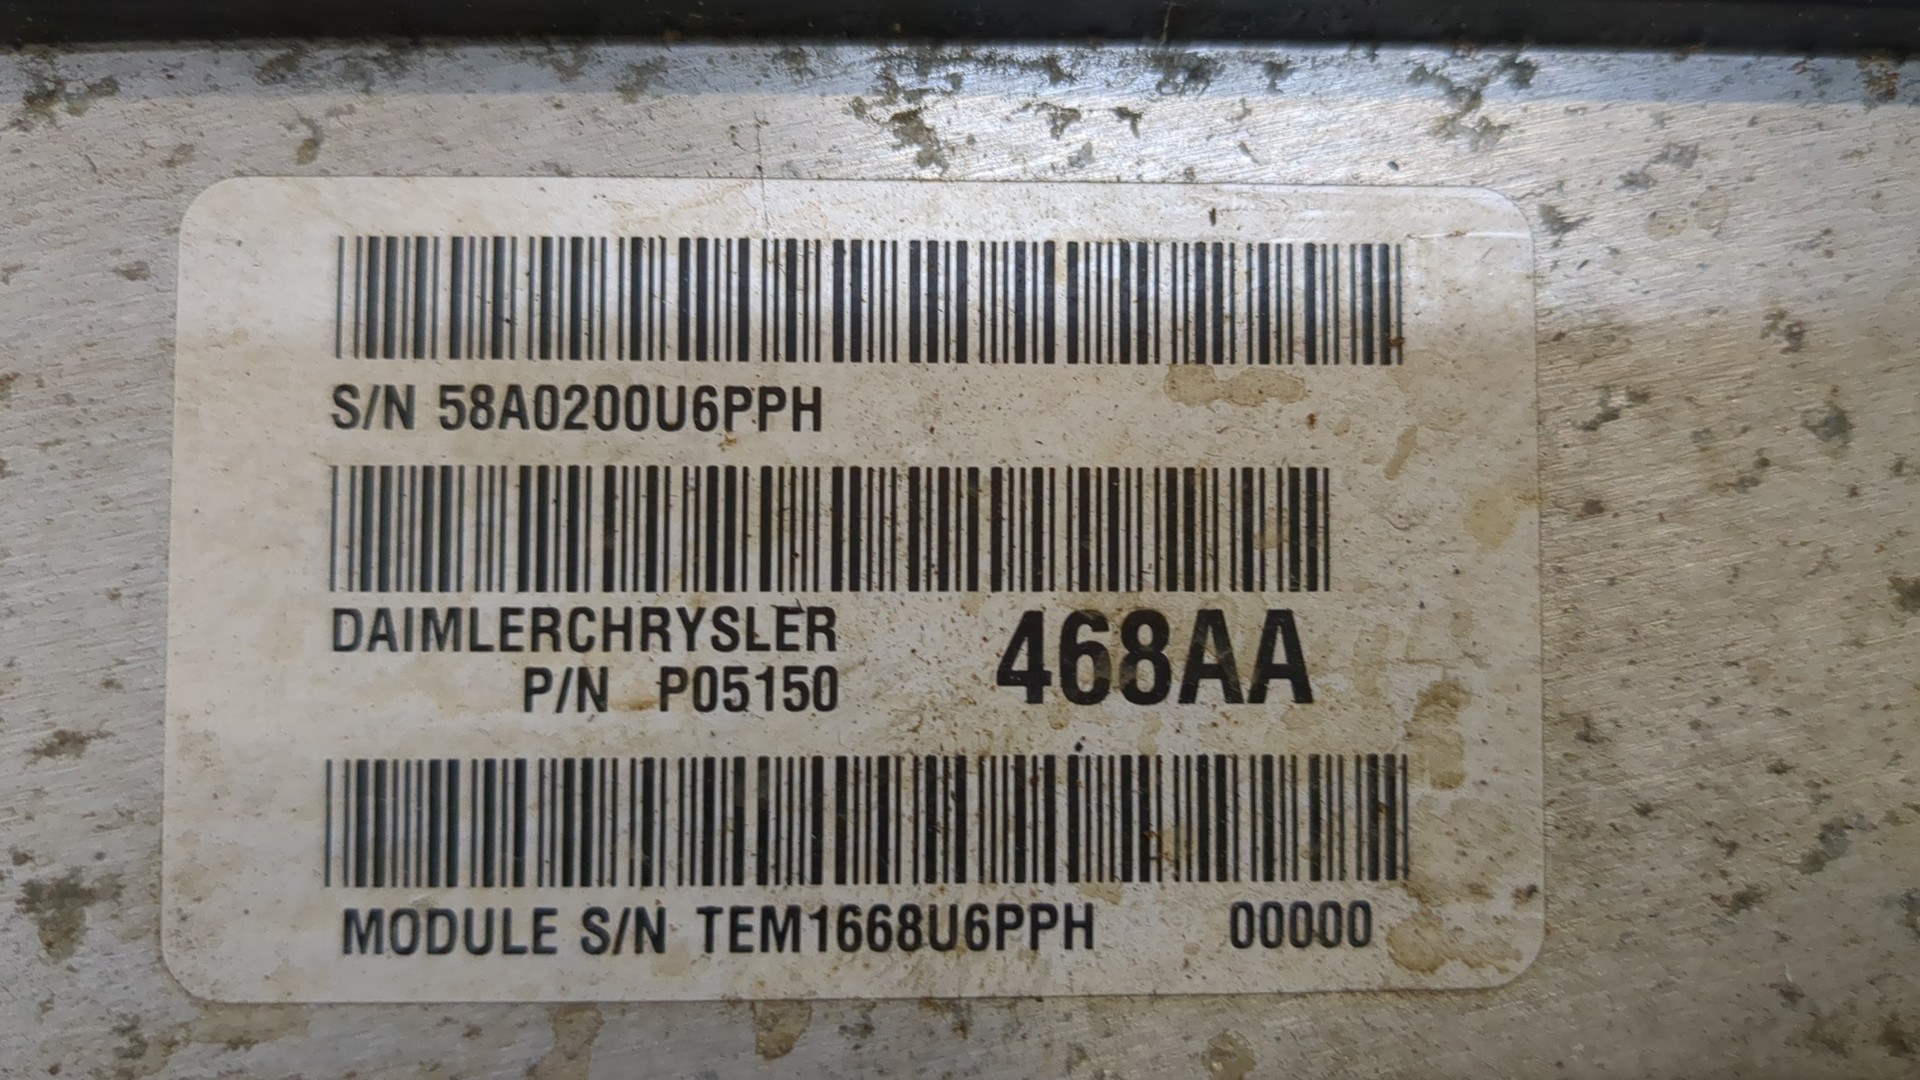 S/N 58A0200U6PPH
DAIMLERCHRYSLER 468AA
P/N P05150
MODULE S/N TEM1668U6PPH 00000